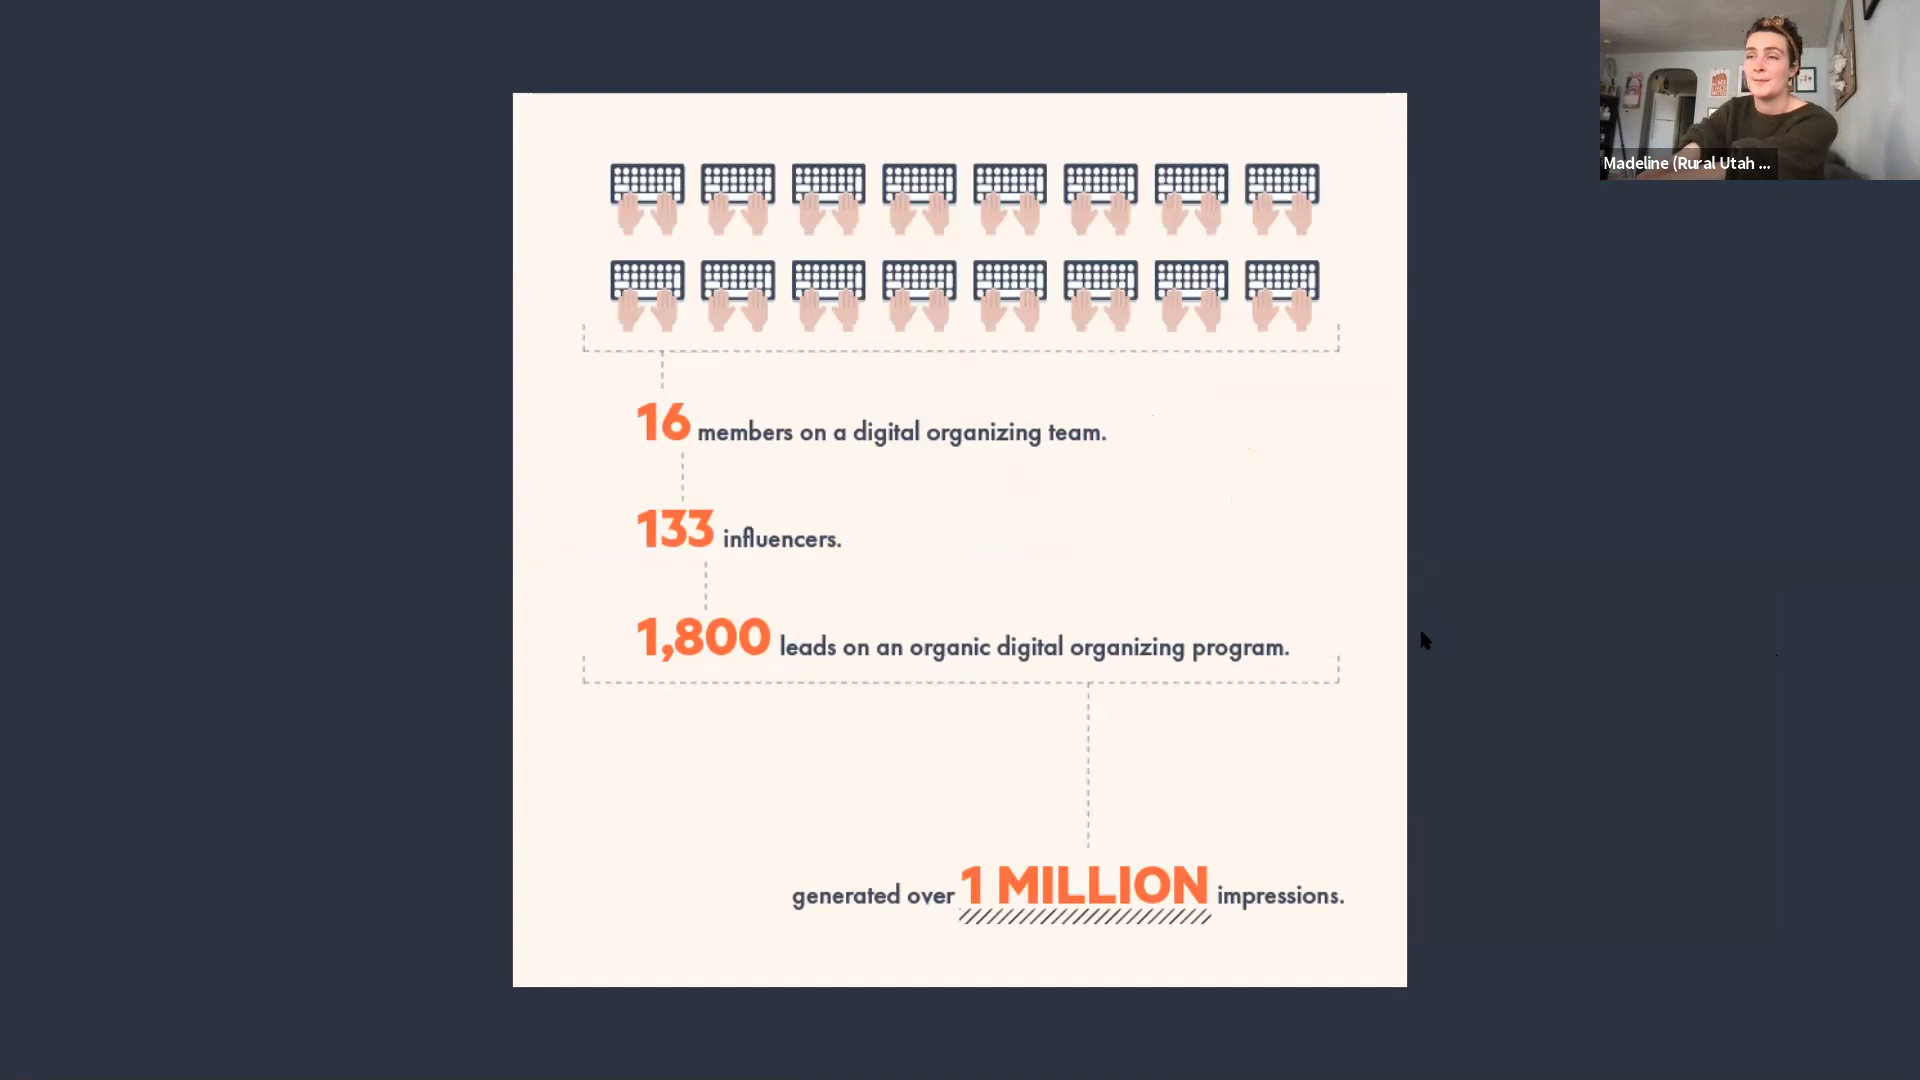 Madeline (Rural Utah ...
16 members on a digital organizing team.
133 influencers.
1,800 leads on an organic digital organizing program.
generated over 1 MILLION impressions.